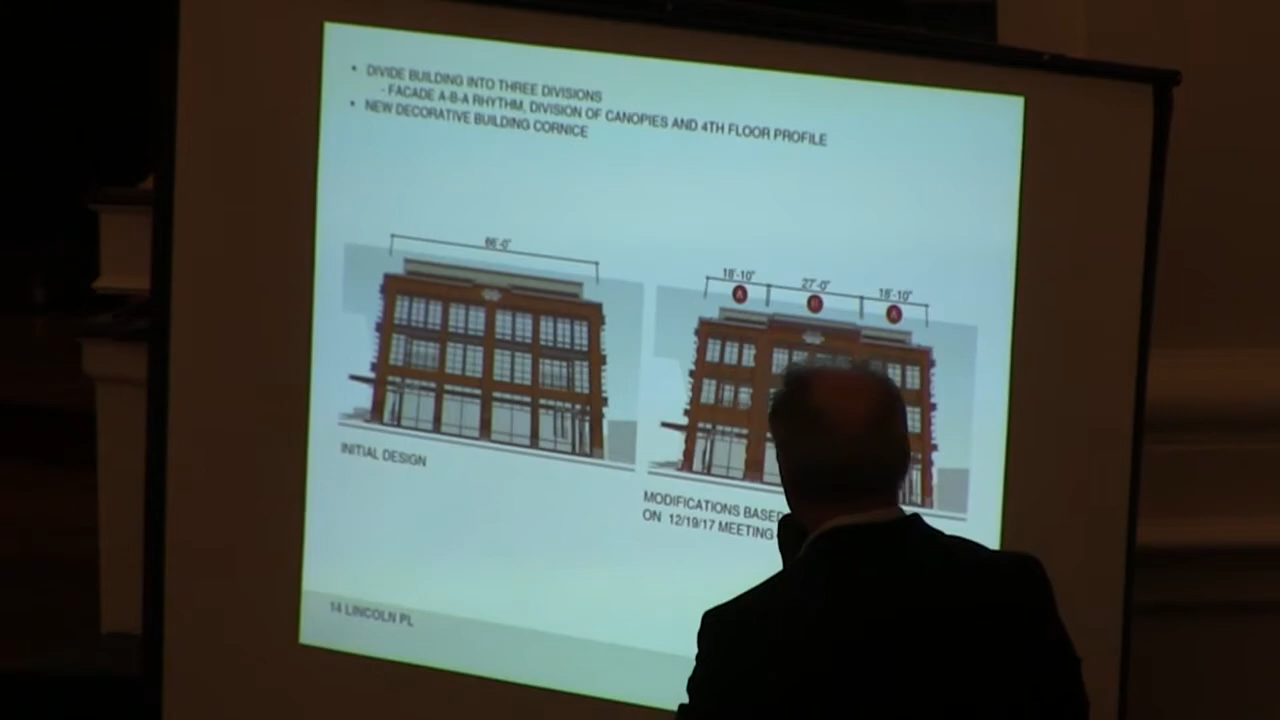 • DIVIDE BUILDING INTO THREE DIVISIONS
- FACADE A-B-A RHYTHM, DIVISION OF CANOPIES AND 4TH FLOOR PROFILE
• NEW DECORATIVE BUILDING CORNICE
66'-0"
18'-10" 27'-0" 18'-10"
A B A
INITIAL DESIGN
MODIFICATIONS BASED
ON 12/19/17 MEETING
14 LINCOLN PL